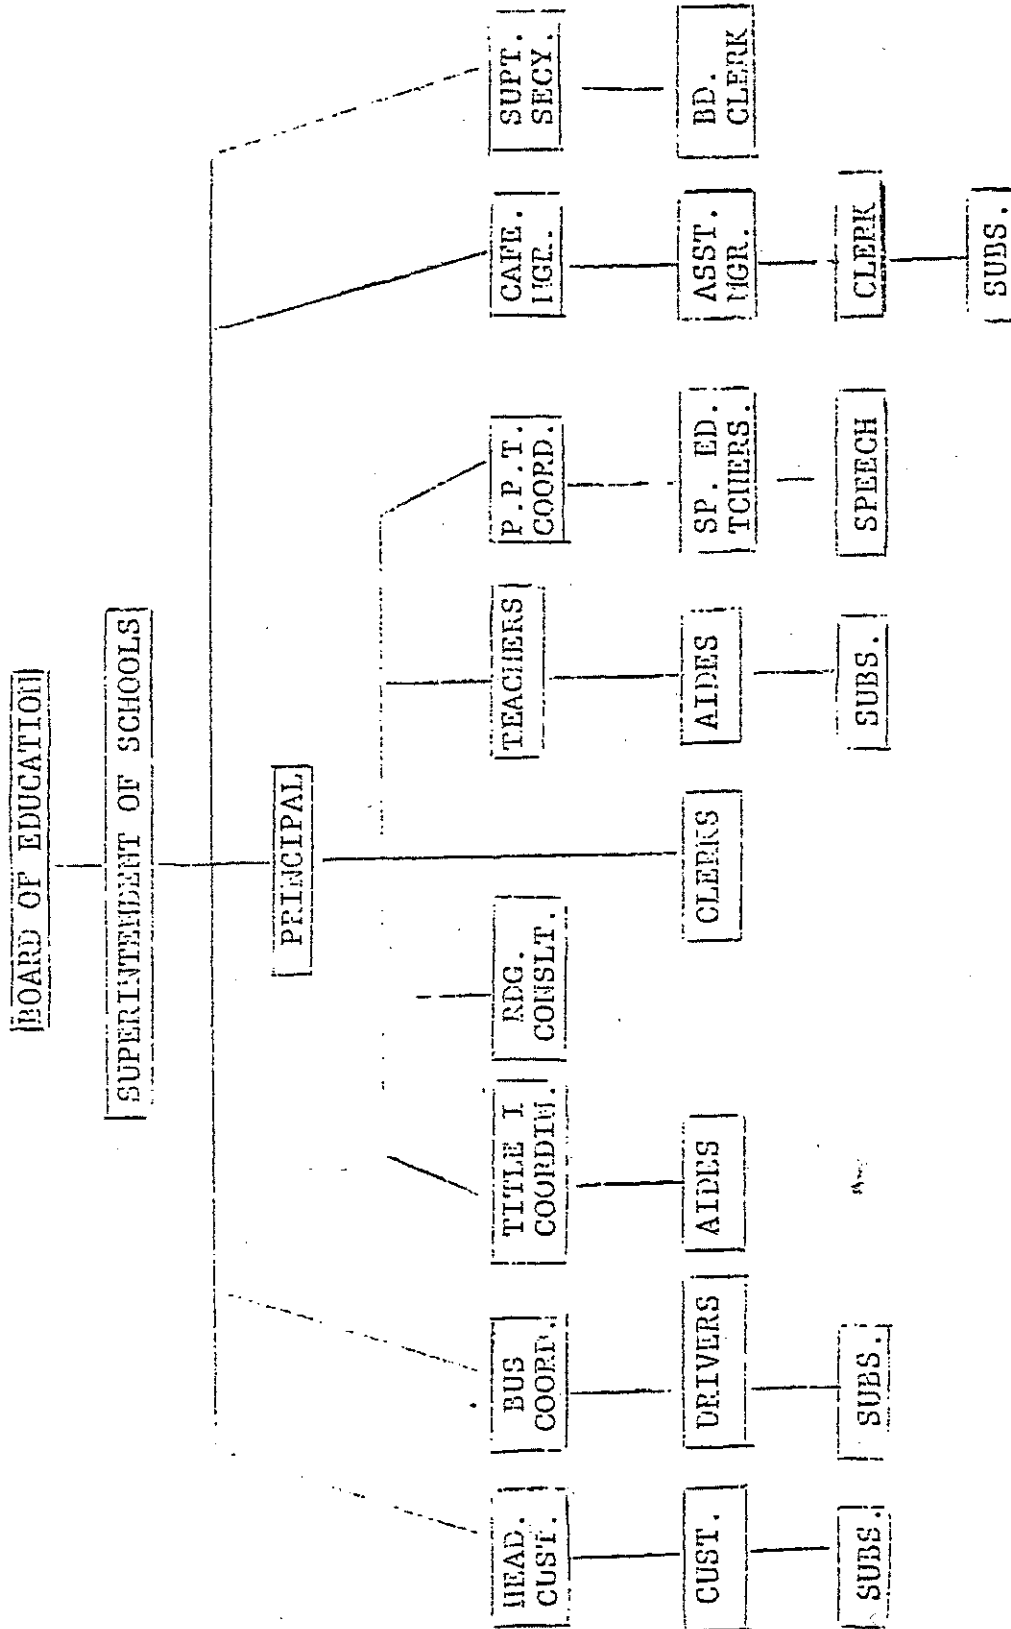 BOARD OF EDUCATION
SUPERINTENDENT OF SCHOOLS
PRINCIPAL
HEAD.
CUST.
BUS
COORD.
TITLE I
COORDIN.
RDG.
CONSLT.
TEACHERS
P.P.T.
COORD.
CAFE.
MGR.
SUPT.
SECY.
CUST.
DRIVERS
AIDES
CLERKS
AIDES
SP. ED.
TCHERS.
ASST.
MGR.
BD.
CLERK
SUBS.
SUBS.
SUBS.
SPEECH
CLERK
SUBS.